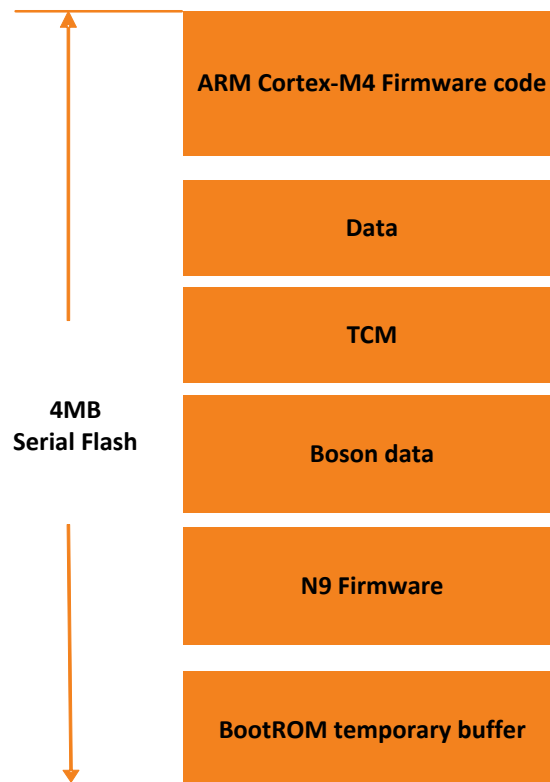 ARM Cortex-M4 Firmware code
Data
TCM
4MB
Serial Flash
Boson data
N9 Firmware
BootROM temporary buffer